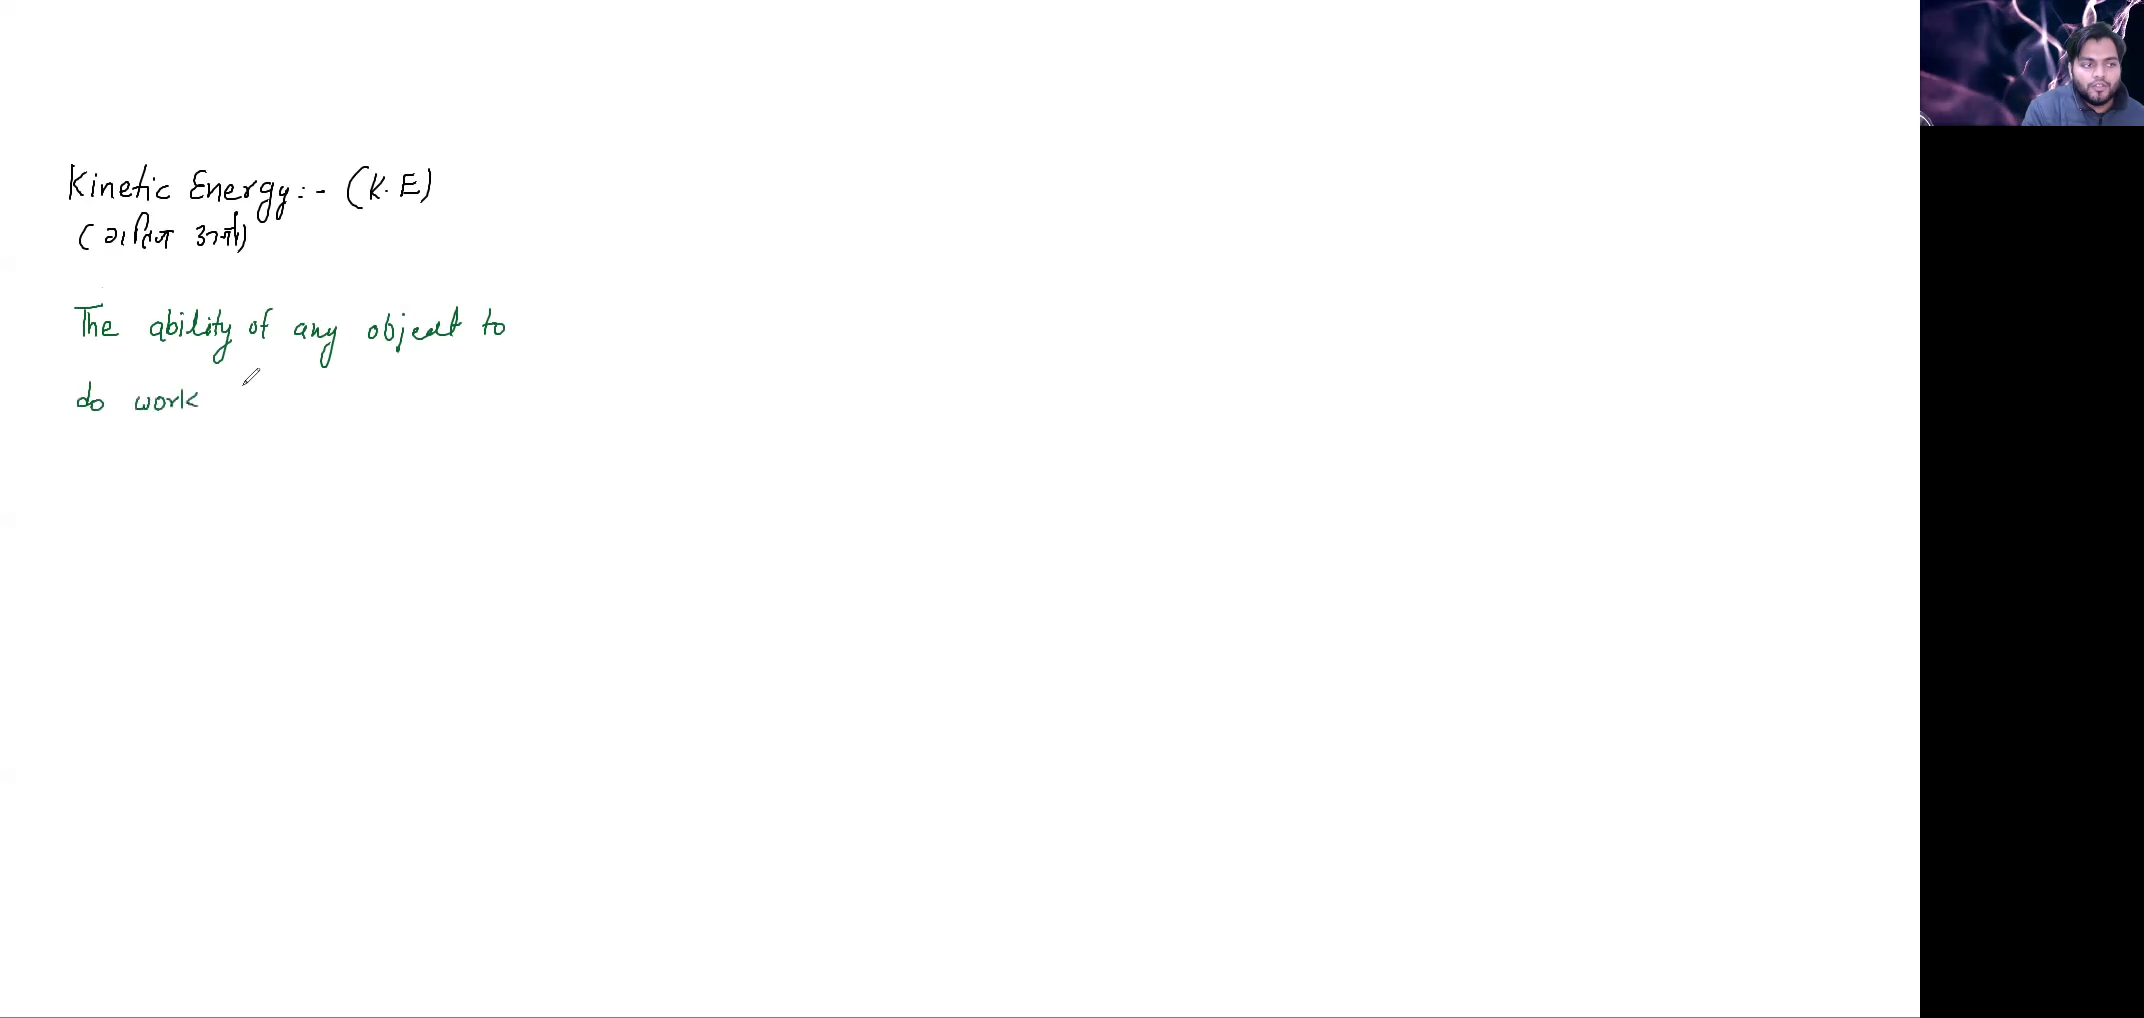 Kinetic Energy:- (K.E)
(गतिज ऊर्जा)
The ability of any object to
do work